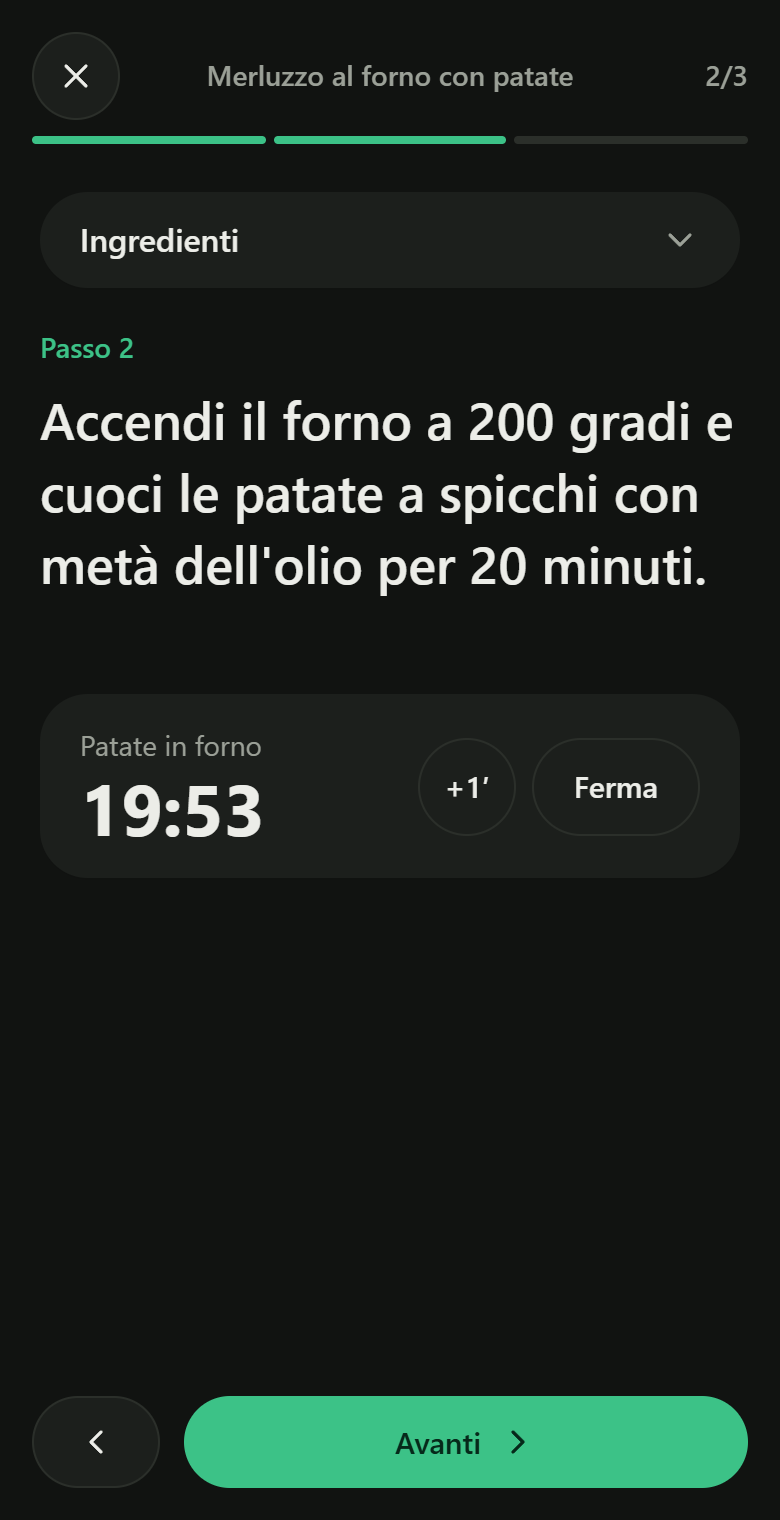 Merluzzo al forno con patate
2/3
Ingredienti
Passo 2
Accendi il forno a 200 gradi e
cuoci le patate a spicchi con
metà dell'olio per 20 minuti.
Patate in forno
19:53
+1′
Ferma
Avanti